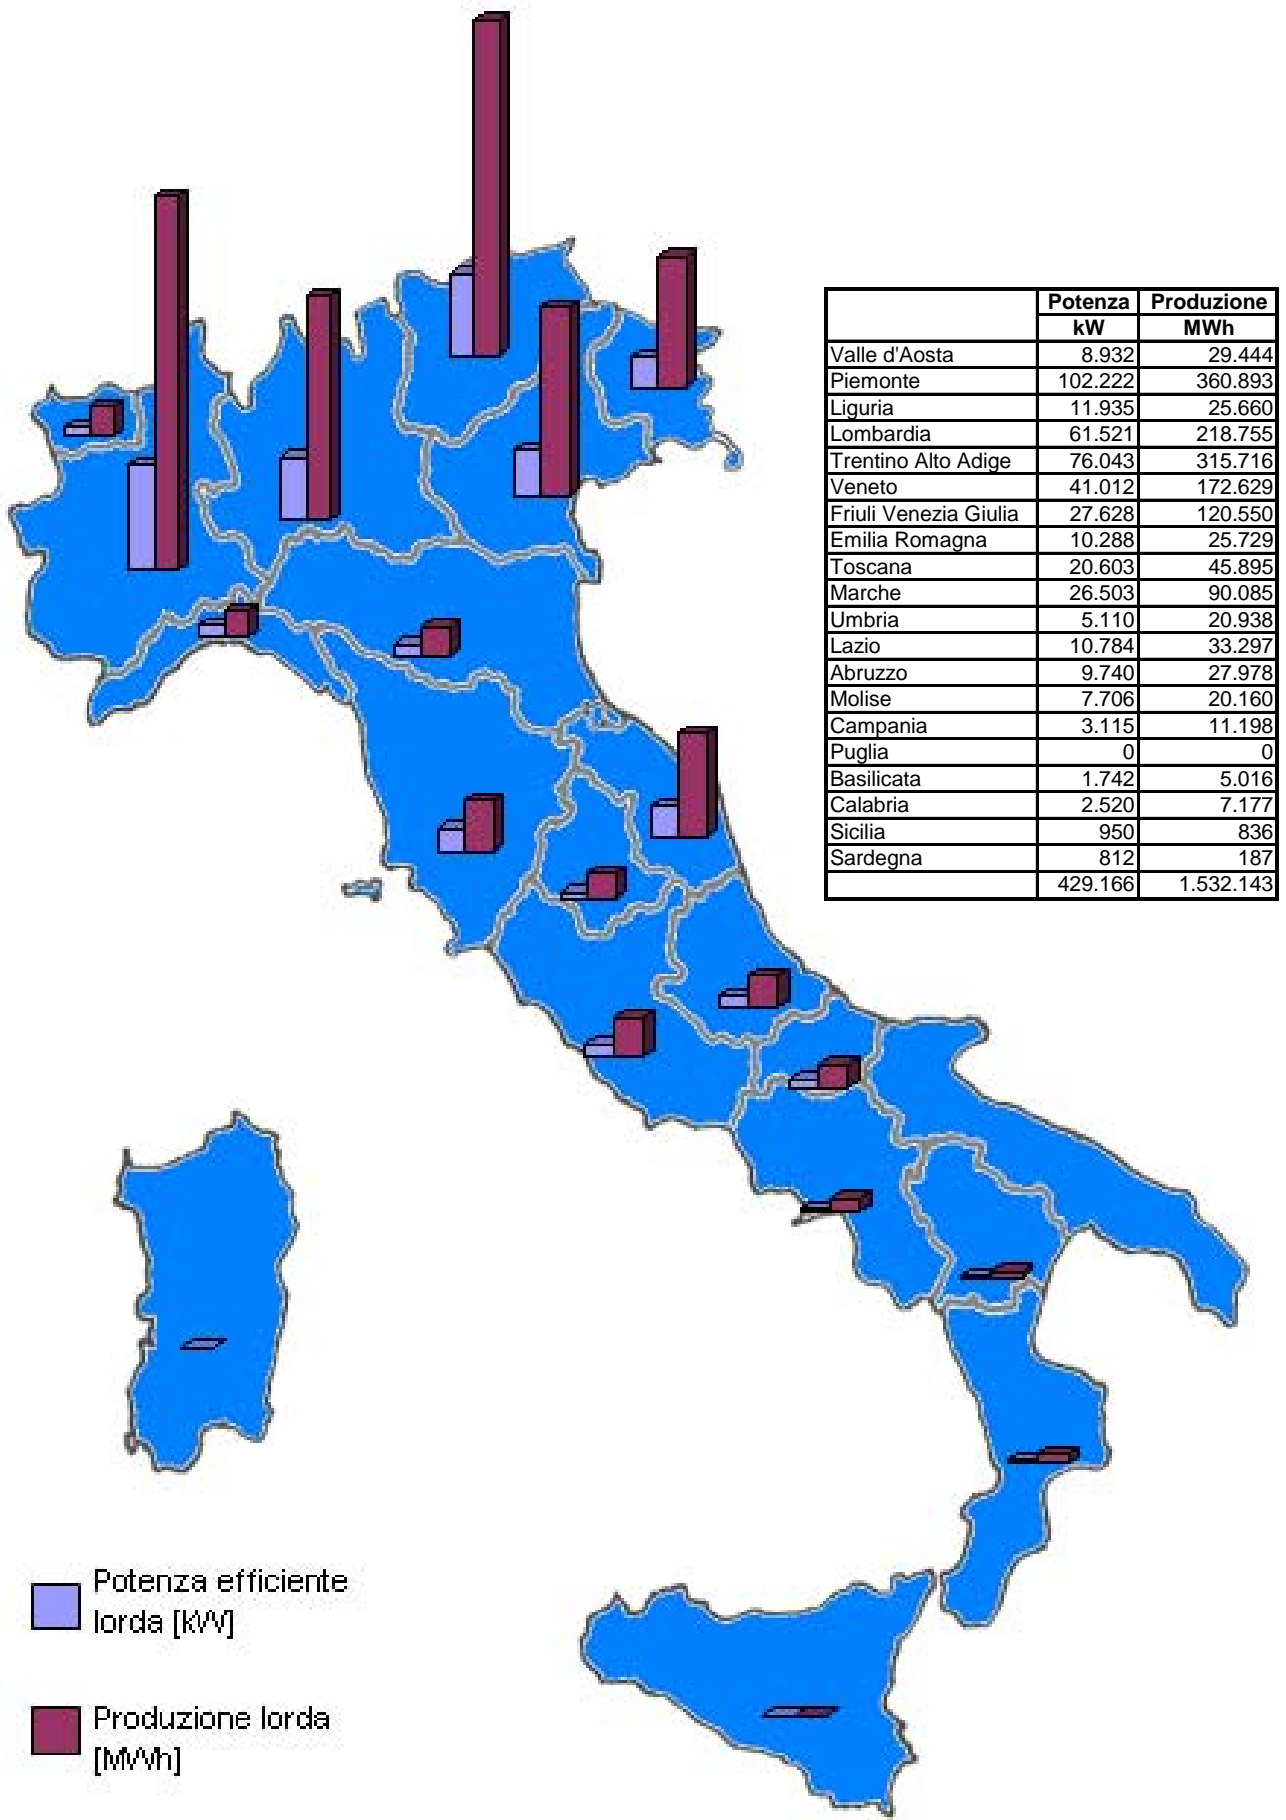 Potenza Produzione
kW MWh
Valle d'Aosta 8.932 29.444
Piemonte 102.222 360.893
Liguria 11.935 25.660
Lombardia 61.521 218.755
Trentino Alto Adige 76.043 315.716
Veneto 41.012 172.629
Friuli Venezia Giulia 27.628 120.550
Emilia Romagna 10.288 25.729
Toscana 20.603 45.895
Marche 26.503 90.085
Umbria 5.110 20.938
Lazio 10.784 33.297
Abruzzo 9.740 27.978
Molise 7.706 20.160
Campania 3.115 11.198
Puglia 0 0
Basilicata 1.742 5.016
Calabria 2.520 7.177
Sicilia 950 836
Sardegna 812 187
429.166 1.532.143
Potenza efficiente
lorda [kW]
Produzione lorda
[MWh]